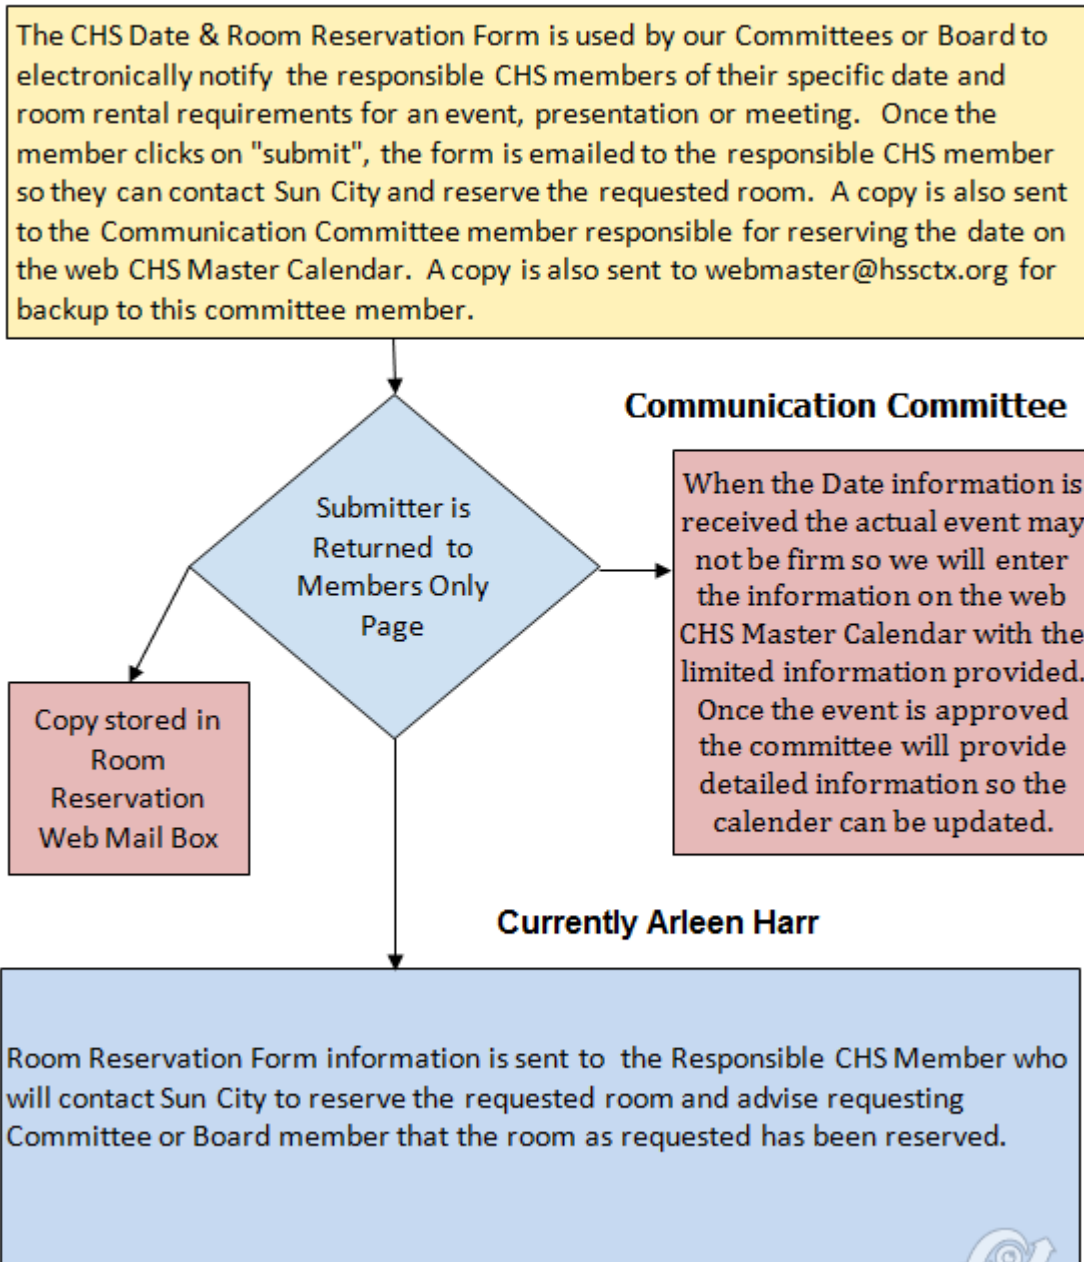 The CHS Date & Room Reservation Form is used by our Committees or Board to
electronically notify the responsible CHS members of their specific date and
room rental requirements for an event, presentation or meeting. Once the
member clicks on "submit", the form is emailed to the responsible CHS member
so they can contact Sun City and reserve the requested room. A copy is also sent
to the Communication Committee member responsible for reserving the date on
the web CHS Master Calendar. A copy is also sent to webmaster@hssctx.org for
backup to this committee member.
Communication Committee
Submitter is
Returned to
Members Only
Page
When the Date information is
received the actual event may
not be firm so we will enter
the information on the web
CHS Master Calendar with the
limited information provided.
Once the event is approved
the committee will provide
detailed information so the
calender can be updated.
Copy stored in
Room
Reservation
Web Mail Box
Currently Arleen Harr
Room Reservation Form information is sent to the Responsible CHS Member who
will contact Sun City to reserve the requested room and advise requesting
Committee or Board member that the room as requested has been reserved.